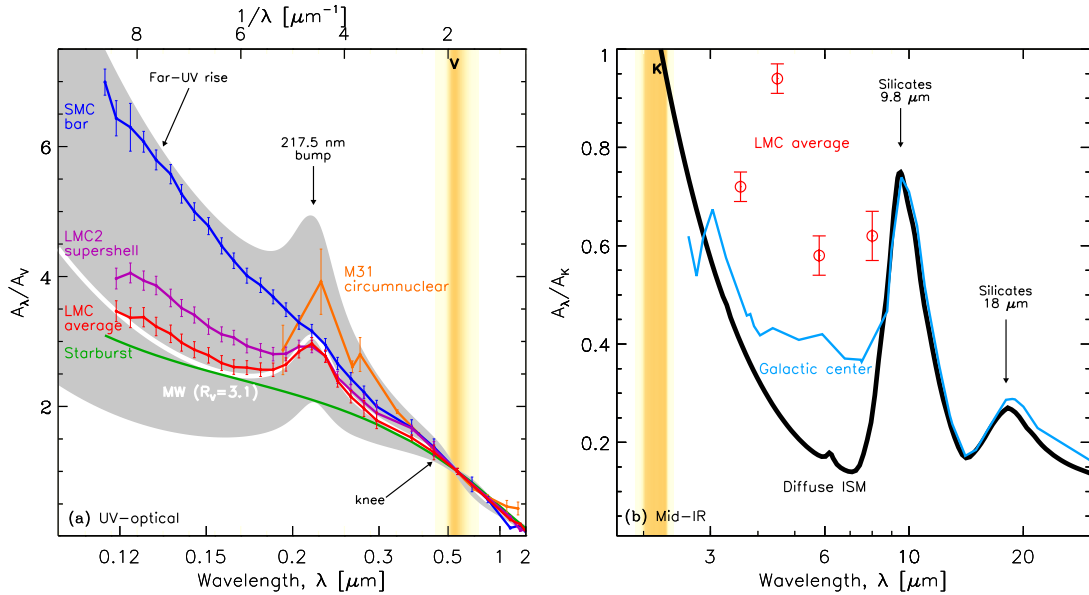 1/λ [μm⁻¹]
8 6 4 2
V
Far-UV rise
SMC
bar
217.5 nm
bump
LMC2
supershell
M31
circumnuclear
LMC
average
Starburst
MW (Rᵥ=3.1)
knee
(a) UV-optical
A_λ/A_V
6
4
2
0.12 0.15 0.2 0.3 0.5 1 2
Wavelength, λ [μm]
K
Silicates
9.8 μm
LMC average
Silicates
18 μm
Galactic center
Diffuse ISM
(b) Mid-IR
A_λ/A_K
1
0.8
0.6
0.4
0.2
3 6 10 20
Wavelength, λ [μm]